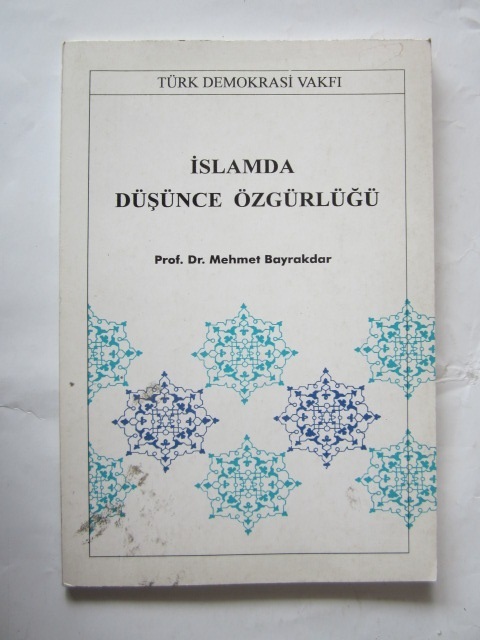 TÜRK DEMOKRASİ VAKFI
İSLAMDA
DÜŞÜNCE ÖZGÜRLÜĞÜ
Prof. Dr. Mehmet Bayrakdar